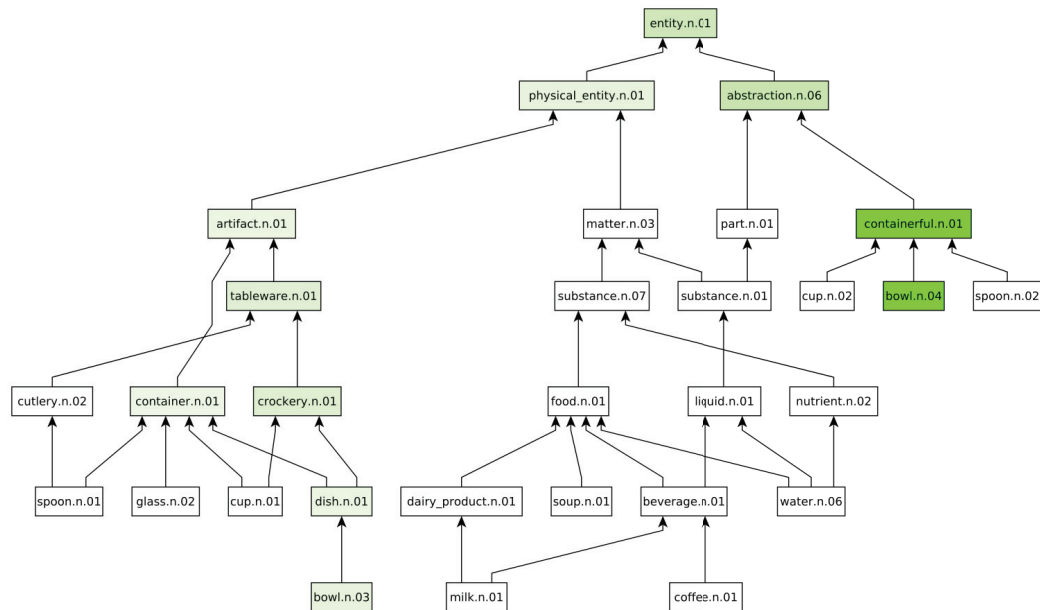 entity.n.01
physical_entity.n.01
abstraction.n.06
artifact.n.01
matter.n.03
part.n.01
containerful.n.01
tableware.n.01
substance.n.07
substance.n.01
cup.n.02
bowl.n.04
spoon.n.02
cutlery.n.02
container.n.01
crockery.n.01
food.n.01
liquid.n.01
nutrient.n.02
spoon.n.01
glass.n.02
cup.n.01
dish.n.01
dairy_product.n.01
soup.n.01
beverage.n.01
water.n.06
bowl.n.03
milk.n.01
coffee.n.01